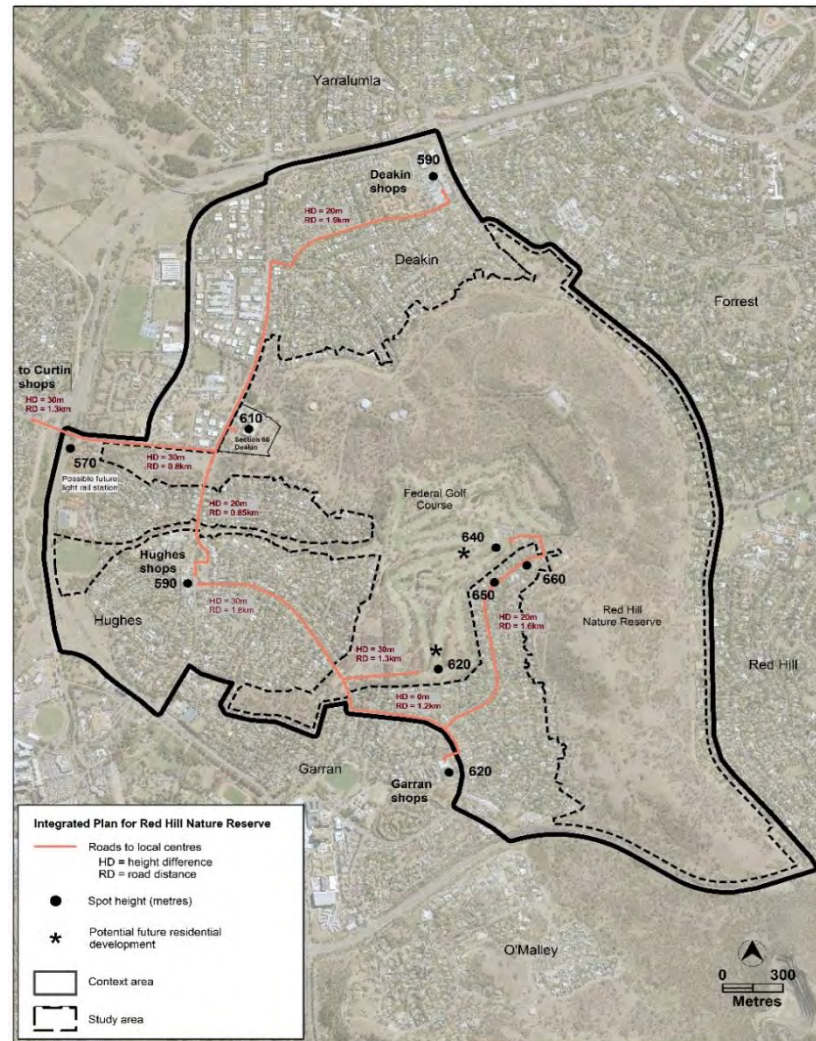 Yarralumla
590
Deakin
shops
HD = 20m
RD = 1.9km
Deakin
Forrest
to Curtin
shops
HD = 30m
RD = 1.3km
610
Section 66
Deakin
570
HD = 30m
RD = 0.8km
Possible future
light rail station
HD = 20m
RD = 0.85km
Federal Golf
Course
640
*
Hughes
shops
590
660
650
HD = 30m
RD = 1.8km
HD = 20m
RD = 1.6km
Red Hill
Nature Reserve
Hughes
*
HD = 30m
RD = 1.3km
620
Red Hill
HD = 0m
RD = 1.2km
Garran
Garran
shops
620
Integrated Plan for Red Hill Nature Reserve
Roads to local centres
HD = height difference
RD = road distance
Spot height (metres)
* Potential future residential
development
Context area
Study area
O'Malley
0 300
Metres